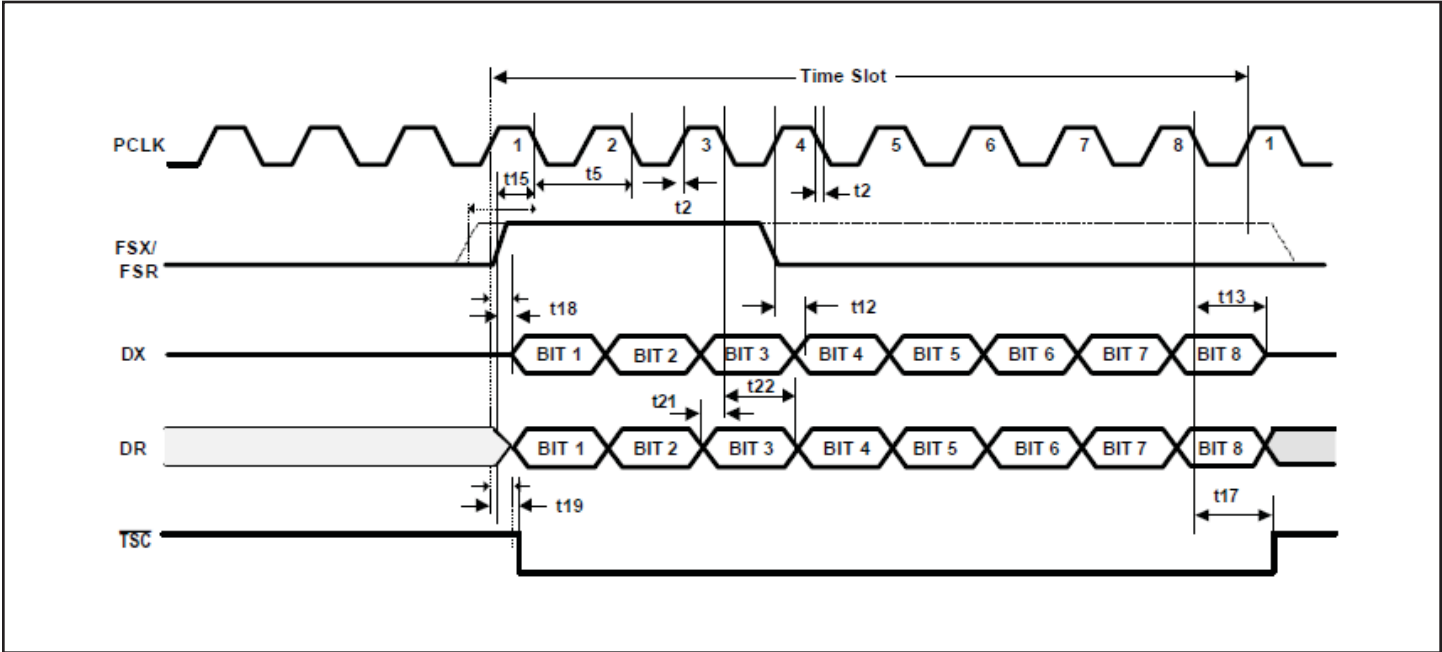 Time Slot
PCLK 1 2 3 4 5 6 7 8 1
t15 t5 t2
t2
FSX/
FSR
t18 t12 t13
DX BIT 1 BIT 2 BIT 3 BIT 4 BIT 5 BIT 6 BIT 7 BIT 8
t22
t21
DR BIT 1 BIT 2 BIT 3 BIT 4 BIT 5 BIT 6 BIT 7 BIT 8
t19 t17
TSC